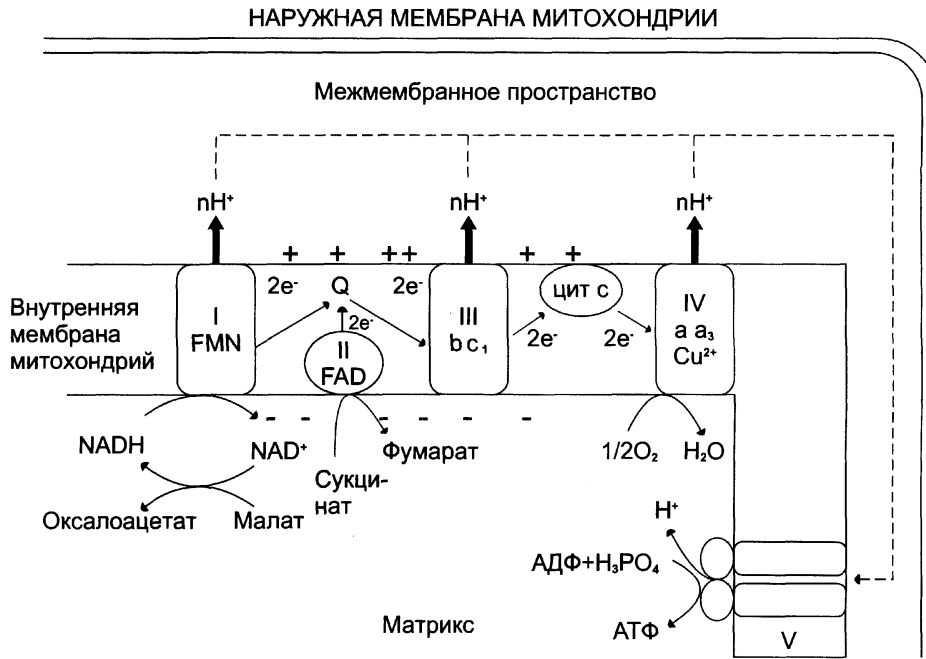 НАРУЖНАЯ МЕМБРАНА МИТОХОНДРИИ
Межмембранное пространство
nH⁺ nH⁺ nH⁺
+ + ++ + +
Внутренняя
мембрана
митохондрий
I
FMN
2e⁻ Q 2e⁻
2e⁻
II
FAD
III
b c₁
цит c
2e⁻ 2e⁻
IV
a a₃
Cu²⁺
- - - - - -
NADH NAD⁺
Сукци-
нат
Фумарат
1/2O₂ H₂O
Оксалоацетат Малат
H⁺
АДФ+H₃PO₄
АТФ
V
Матрикс